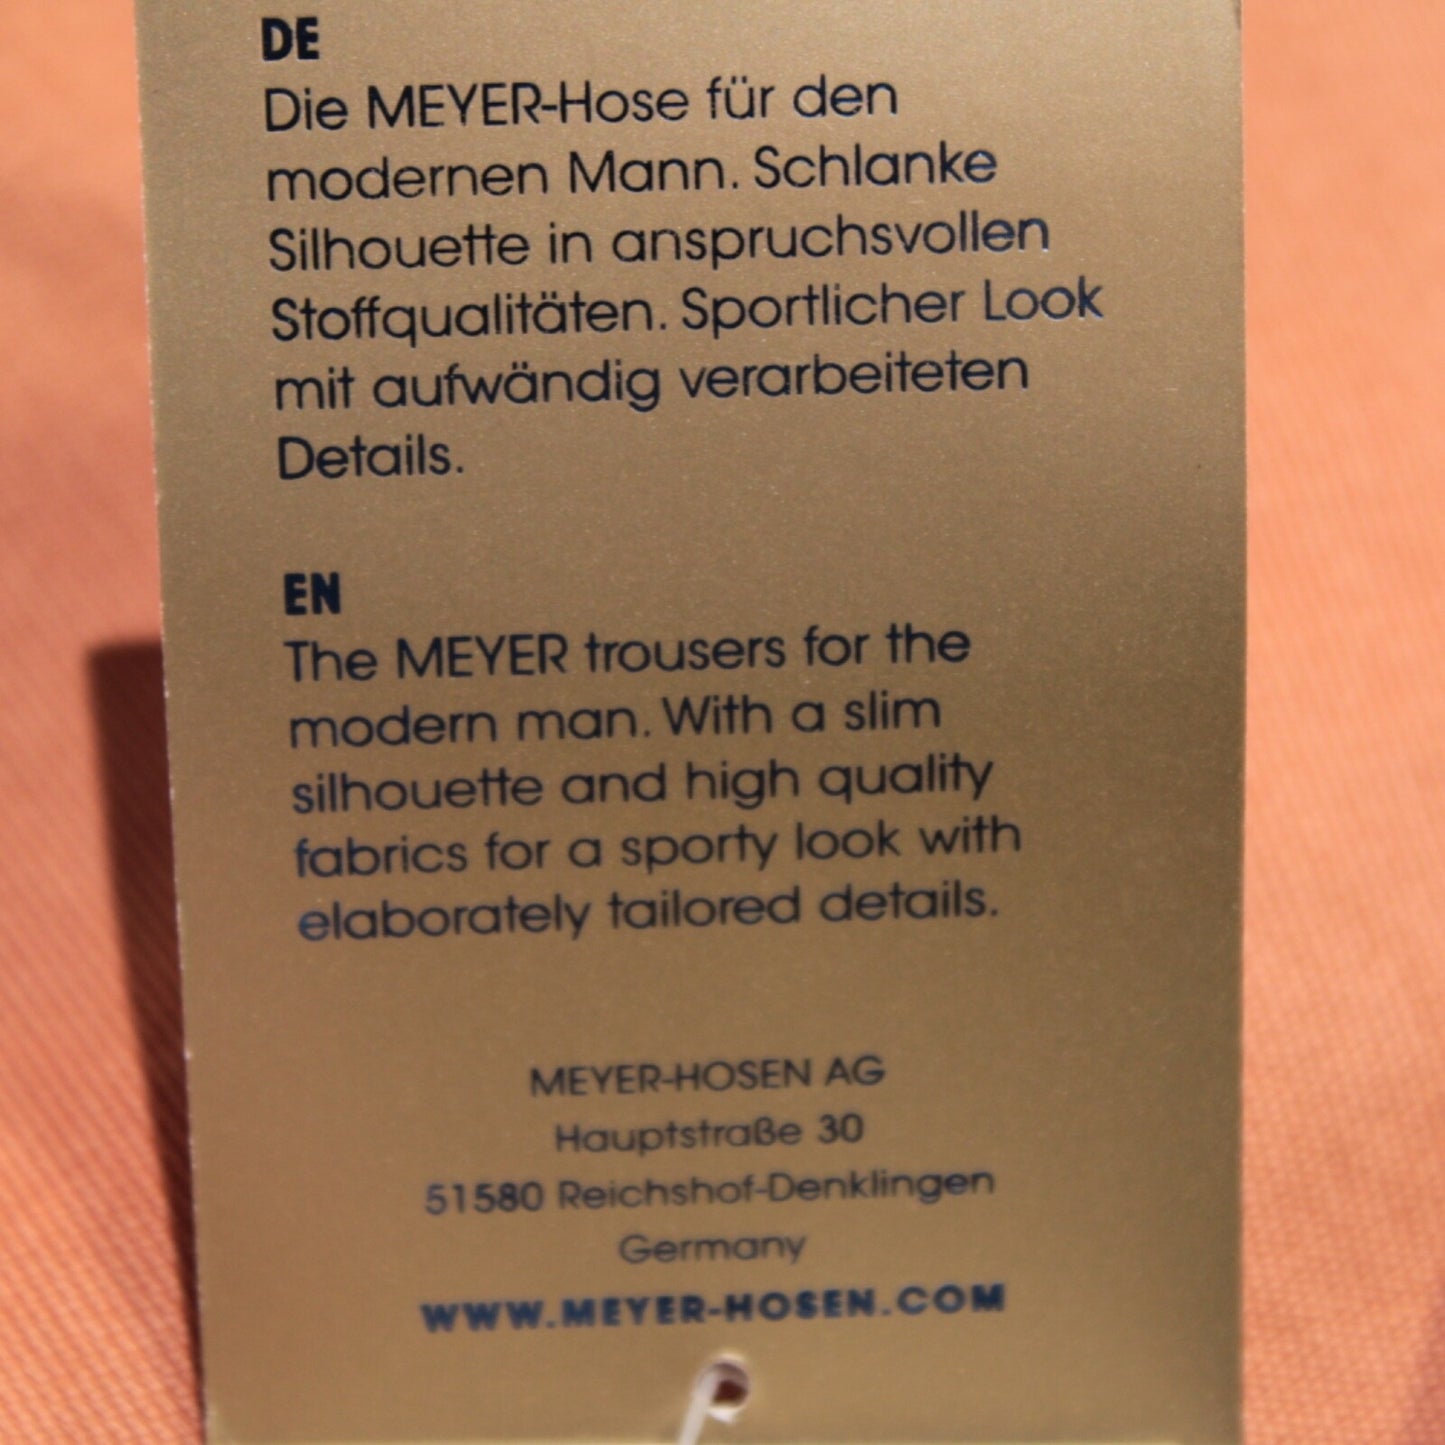 DE
Die MEYER-Hose für den
modernen Mann. Schlanke
Silhouette in anspruchsvollen
Stoffqualitäten. Sportlicher Look
mit aufwändig verarbeiteten
Details.
EN
The MEYER trousers for the
modern man. With a slim
silhouette and high quality
fabrics for a sporty look with
elaborately tailored details.
MEYER-HOSEN AG
Hauptstraße 30
51580 Reichshof-Denklingen
Germany
WWW.MEYER-HOSEN.COM